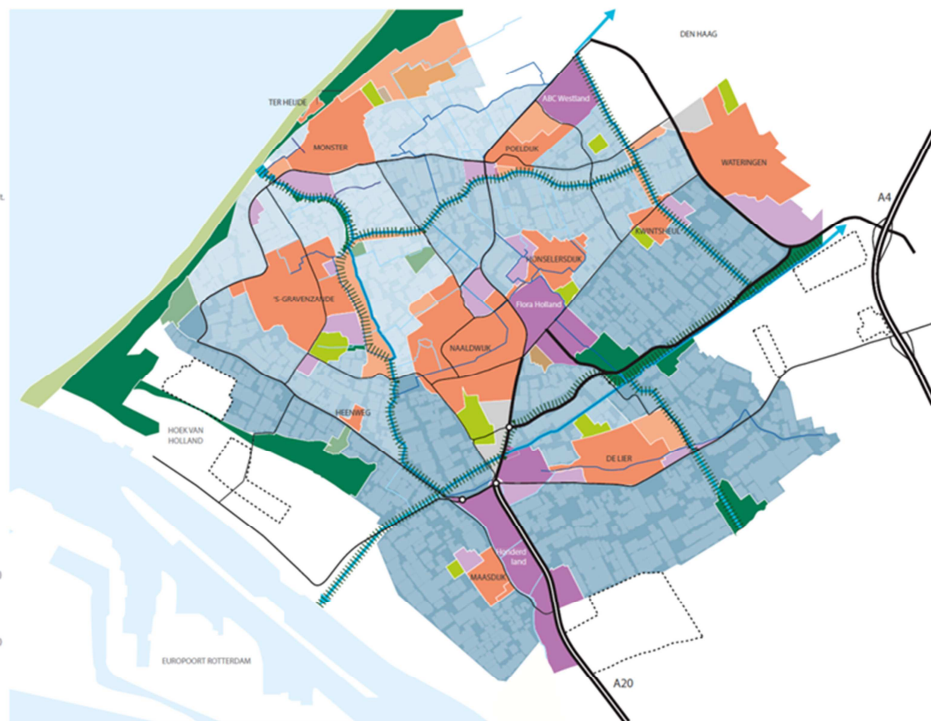 DEN HAAG
ABC Westland
TER HEIJDE
MONSTER
POELDIJK
WATERINGEN
A4
KWINTSHEUL
HONSELERSDIJK
'S-GRAVENZANDE
Flora Holland
NAALDWIJK
HEENWEG
HOEK VAN
HOLLAND
DE LIER
Honderd
land
MAASDIJK
EUROPOORT ROTTERDAM
A20